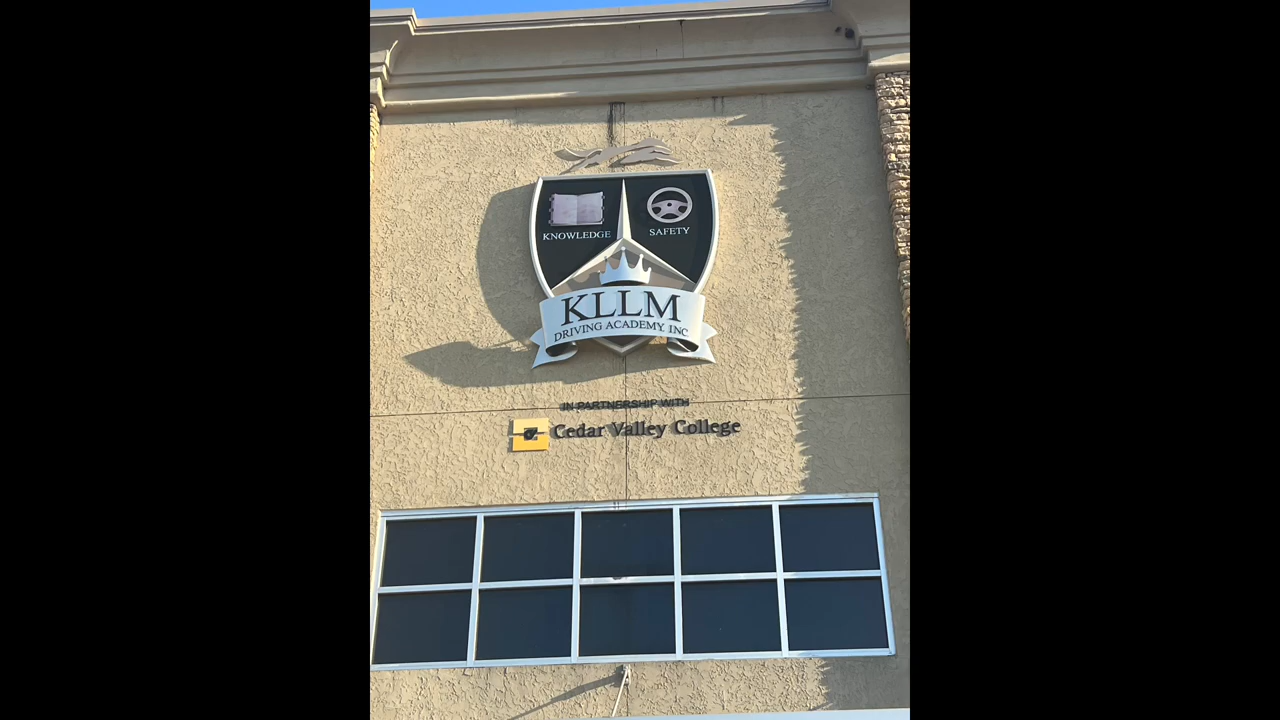 KNOWLEDGE SAFETY
KLLM
DRIVING ACADEMY, INC
IN PARTNERSHIP WITH
Cedar Valley College